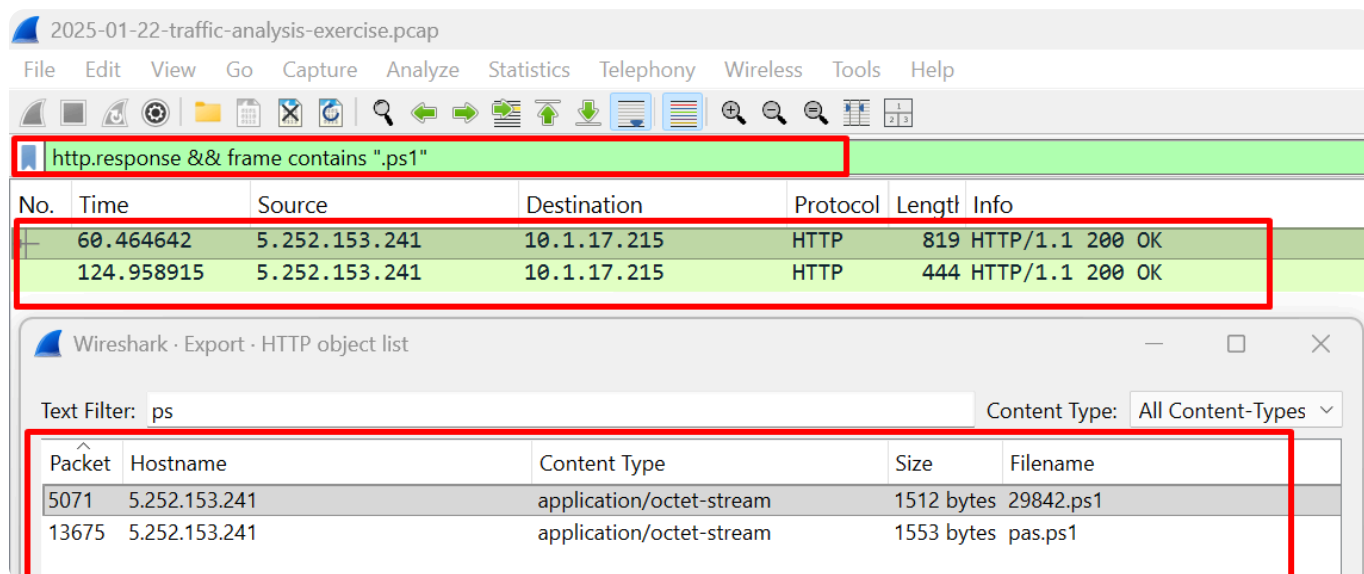 2025-01-22-traffic-analysis-exercise.pcap
File Edit View Go Capture Analyze Statistics Telephony Wireless Tools Help
http.response && frame contains ".ps1"
No. Time Source Destination Protocol Lengtł Info
60.464642 5.252.153.241 10.1.17.215 HTTP 819 HTTP/1.1 200 OK
124.958915 5.252.153.241 10.1.17.215 HTTP 444 HTTP/1.1 200 OK
Wireshark · Export · HTTP object list
Text Filter: ps Content Type: All Content-Types
Packet Hostname Content Type Size Filename
5071 5.252.153.241 application/octet-stream 1512 bytes 29842.ps1
13675 5.252.153.241 application/octet-stream 1553 bytes pas.ps1